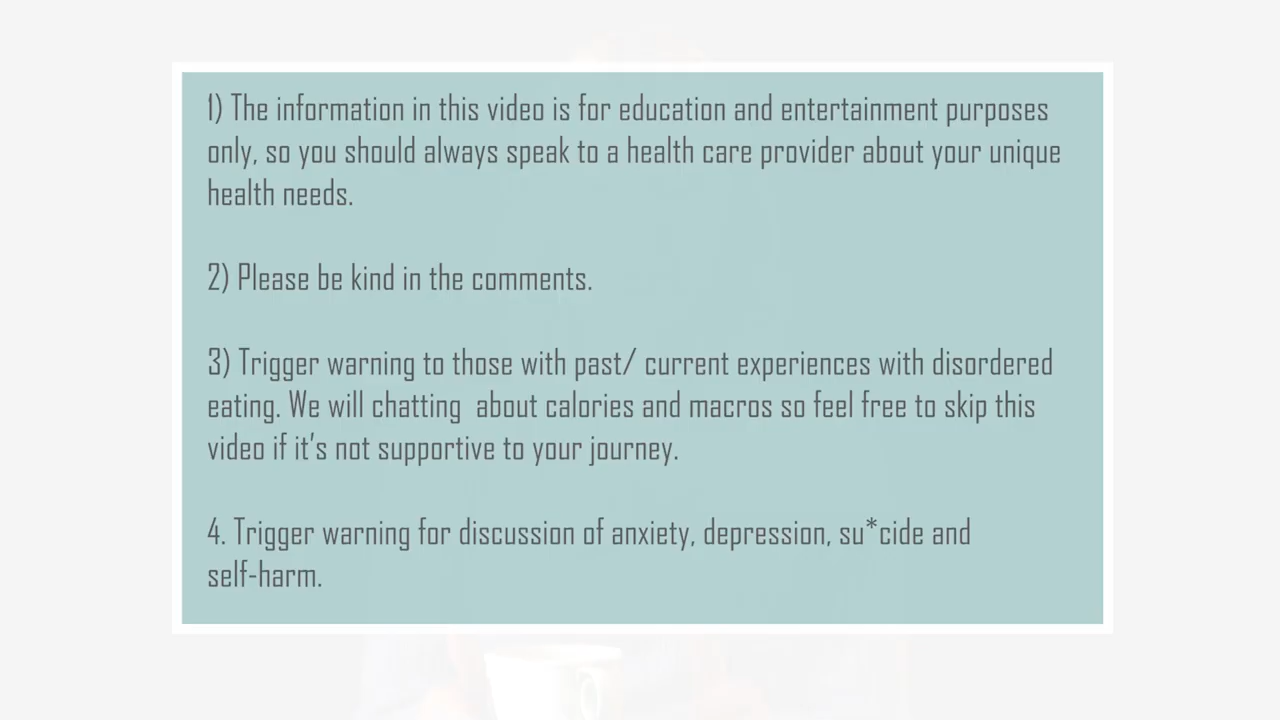 1) The information in this video is for education and entertainment purposes
only, so you should always speak to a health care provider about your unique
health needs.
2) Please be kind in the comments.
3) Trigger warning to those with past/ current experiences with disordered
eating. We will chatting  about calories and macros so feel free to skip this
video if it's not supportive to your journey.
4. Trigger warning for discussion of anxiety, depression, su*cide and
self-harm.